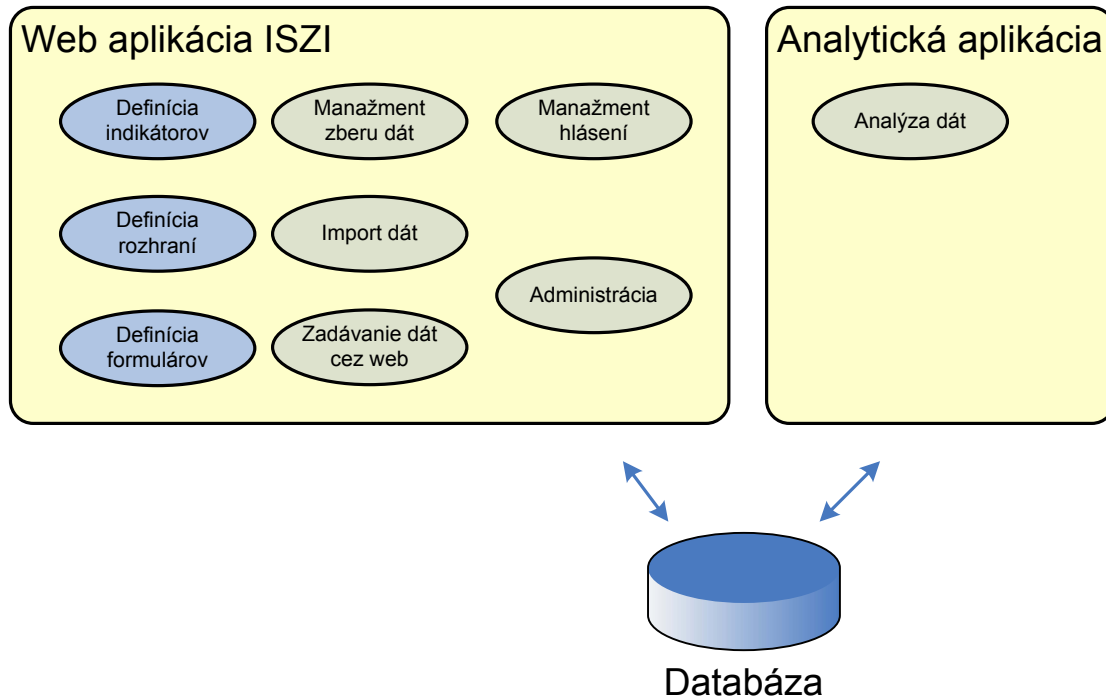 Web aplikácia ISZI
Definícia
indikátorov
Manažment
zberu dát
Manažment
hlásení
Definícia
rozhraní
Import dát
Administrácia
Definícia
formulárov
Zadávanie dát
cez web
Analytická aplikácia
Analýza dát
Databáza